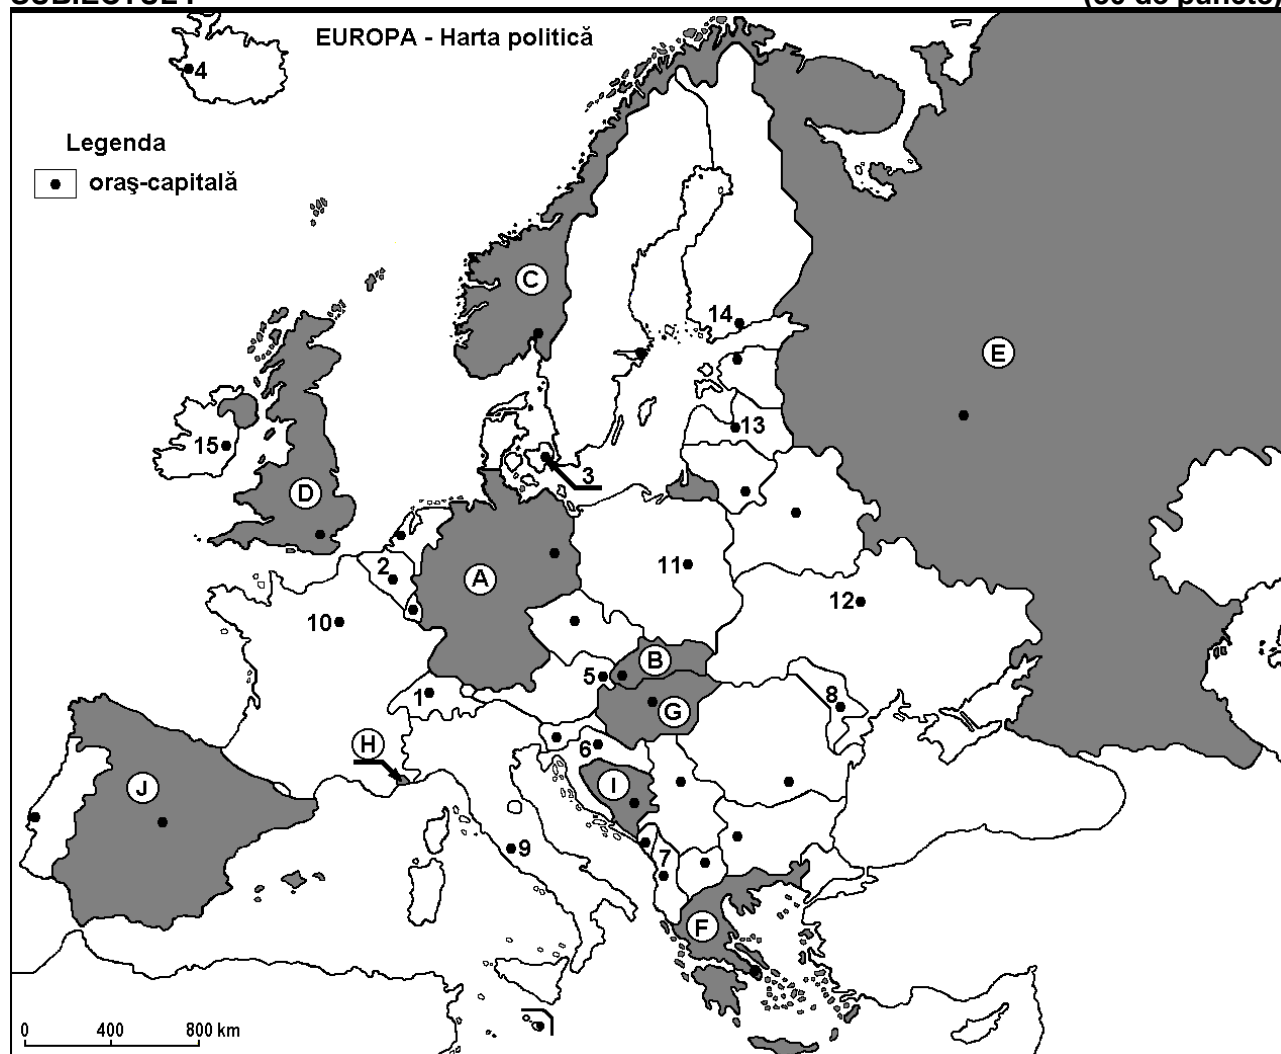 SUBIECTUL I (30 de puncte)
EUROPA - Harta politică
4
Legenda
oraş-capitală
C
14
E
13
15
3
D
2
A
11
12
10
B
5
1
8
G
H
6
I
J
9
7
F
0 400 800 km